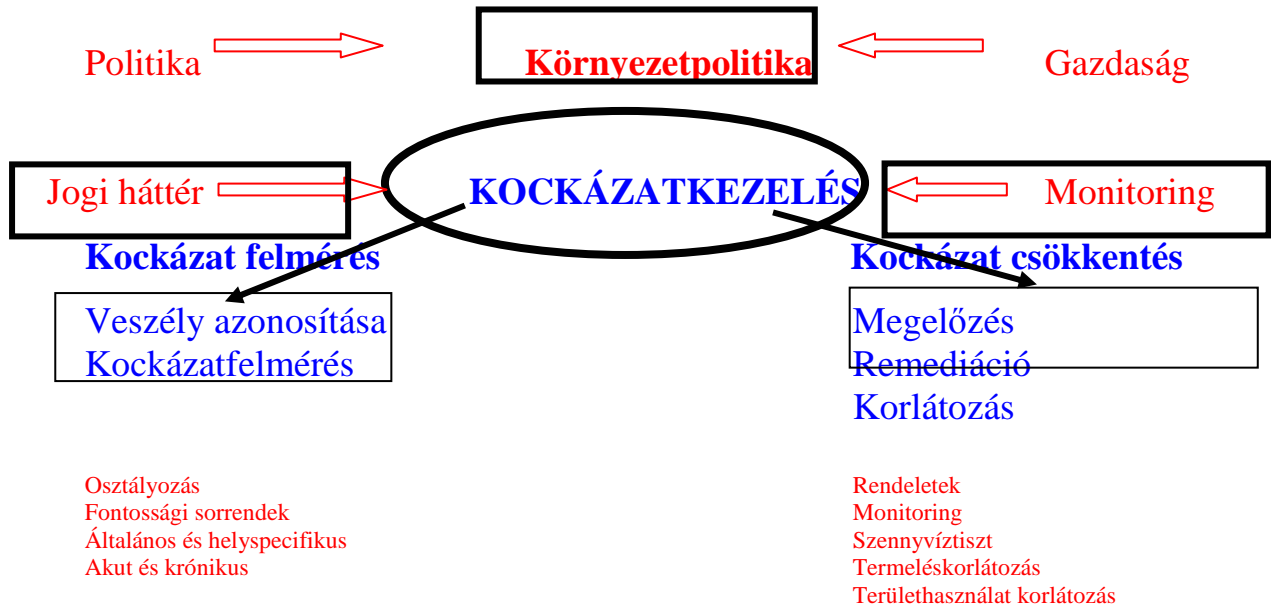 Politika
Környezetpolitika
Gazdaság
Jogi háttér
KOCKÁZATKEZELÉS
Monitoring
Kockázat felmérés
Kockázat csökkentés
Veszély azonosítása
Kockázatfelmérés
Megelőzés
Remediáció
Korlátozás
Osztályozás
Fontossági sorrendek
Általános és helyspecifikus
Akut és krónikus
Rendeletek
Monitoring
Szennyvíztiszt
Termeléskorlátozás
Területhasználat korlátozás